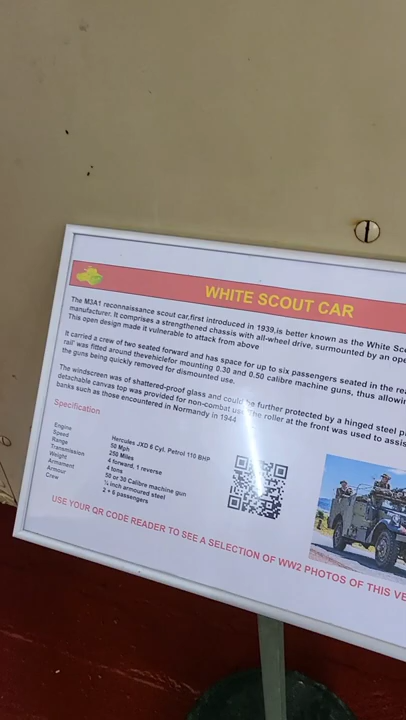 WHITE SCOUT CAR
The M3A1 reconnaissance scout car,first introduced in 1939,is better known as the White Sco
manufacturer. It comprises a strengthened chassis with all-wheel drive, surmounted by an ope
This open design made it vulnerable to attack from above
It carried a crew of two seated forward and has space for up to six passengers seated in the rea
rail' was fitted around thevehiclefor mounting 0.30 and 0.50 calibre machine guns, thus allowin
the guns being quickly removed for dismounted use.
The windscreen was of shattered-proof glass and could be further protected by a hinged steel p
detachable canvas top was provided for non-combat use. The roller at the front was used to assis
banks such as those encountered in Normandy in 1944
Specification
Engine Hercules JXD 6 Cyl. Petrol 110 BHP
Speed 50 Mph
Range 250 Miles
Transmission 4 forward, 1 reverse
Weight 4 tons
Armament 50 or 30 Calibre machine gun
Armour ¼ inch armoured steel
Crew 2 + 6 passengers
USE YOUR QR CODE READER TO SEE A SELECTION OF WW2 PHOTOS OF THIS VE